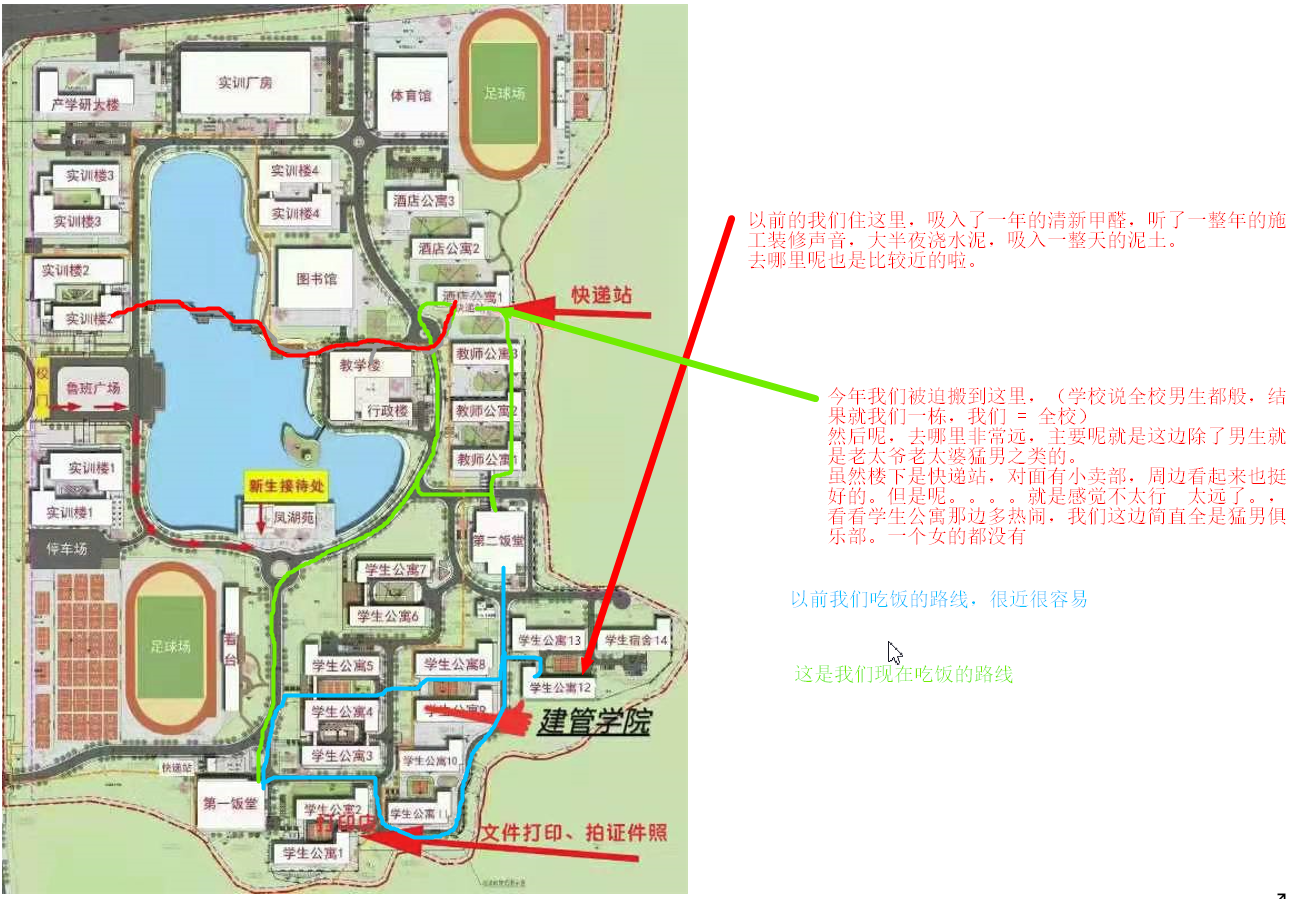 实训厂房
体育馆
足球场
产学研大楼
实训楼3
实训楼3
实训楼4
实训楼4
酒店公寓3
酒店公寓2
实训楼2
实训楼2
图书馆
酒店公寓1
快递站
教学楼
行政楼
教师公寓3
教师公寓2
教师公寓1
校门
鲁班广场
实训楼1
实训楼1
新生接待处
凤湖苑
停车场
第二饭堂
学生公寓7
学生公寓6
足球场
看台
学生公寓5
学生公寓8
学生公寓13
学生宿舍14
学生公寓12
学生公寓4
学生公寓9
建管学院
学生公寓3
学生公寓10
快递站
第一饭堂
学生公寓2
学生公寓11
打印店
文件打印、拍证件照
学生公寓1
以前的我们住这里，吸入了一年的清新甲醛，听了一整年的施
工装修声音，大半夜浇水泥，吸入一整天的泥土。
去哪里呢也是比较近的啦。
今年我们被迫搬到这里，（学校说全校男生都般，结
果就我们一栋，我们 = 全校）
然后呢，去哪里非常远，主要呢就是这边除了男生就
是老太爷老太婆猛男之类的。
虽然楼下是快递站，对面有小卖部，周边看起来也挺
好的。但是呢。。。。就是感觉不太行 太远了。，
看看学生公寓那边多热闹，我们这边简直全是猛男俱
乐部。一个女的都没有
以前我们吃饭的路线，很近很容易
这是我们现在吃饭的路线